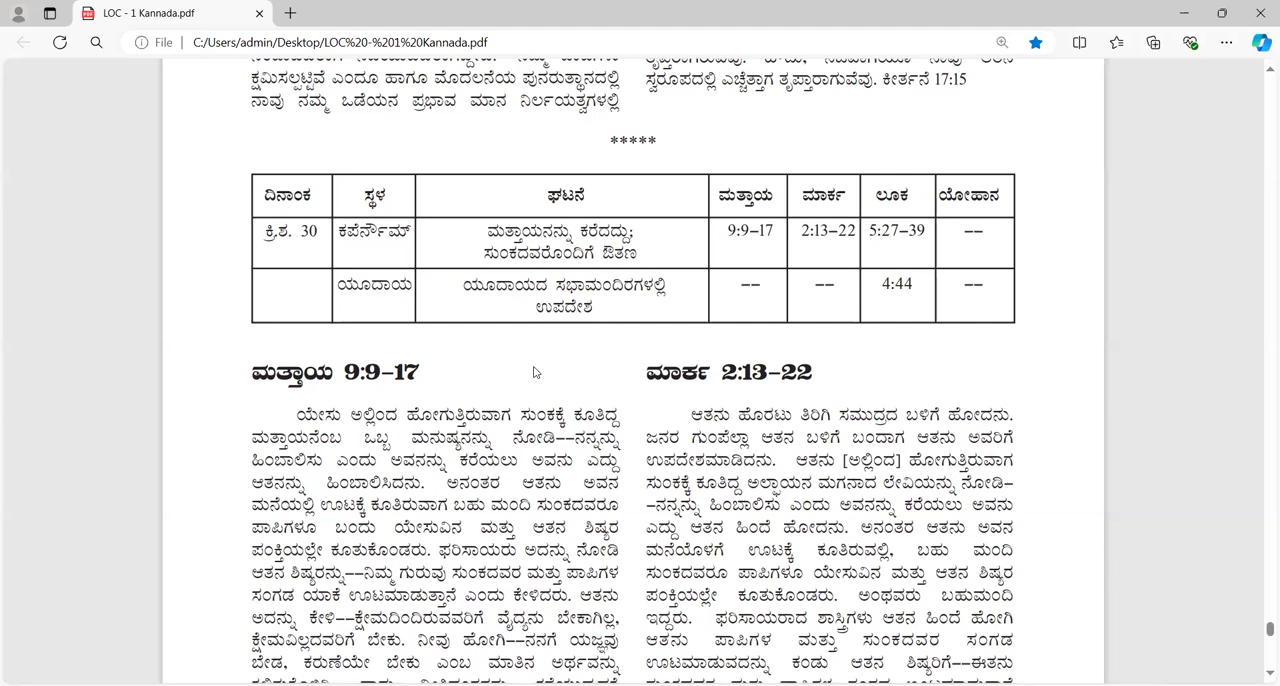 LOC - 1 Kannada.pdf
File C:/Users/admin/Desktop/LOC%20-%201%20Kannada.pdf
ಕ್ಷಮಿಸಲ್ಪಟ್ಟಿವೆ ಎಂದೂ ಹಾಗೂ ಮೊದಲನೆಯ ಪುನರುತ್ಥಾನದಲ್ಲಿ
ನಾವು ನಮ್ಮ ಒಡೆಯನ ಪ್ರಭಾವ ಮಾನ ನಿರ್ಲಯತ್ವಗಳಲ್ಲಿ
ಸ್ವರೂಪದಲ್ಲಿ ಎಚ್ಚೆತ್ತಾಗ ತೃಪ್ತಾರಾಗುವೆವು. ಕೀರ್ತನೆ 17:15
*****
ದಿನಾಂಕ ಸ್ಥಳ ಘಟನೆ ಮತ್ತಾಯ ಮಾರ್ಕ ಲೂಕ ಯೋಹಾನ
ಕ್ರಿ.ಶ. 30 ಕಪೆರ್ನೌಮ್ ಮತ್ತಾಯನನ್ನು ಕರೆದದ್ದು; 9:9–17 2:13–22 5:27–39 ––
ಸುಂಕದವರೊಂದಿಗೆ ಔತಣ
ಯೂದಾಯ ಯೂದಾಯದ ಸಭಾಮಂದಿರಗಳಲ್ಲಿ –– –– 4:44 ––
ಉಪದೇಶ
ಮತ್ತಾಯ 9:9–17
ಯೇಸು ಅಲ್ಲಿಂದ ಹೋಗುತ್ತಿರುವಾಗ ಸುಂಕಕ್ಕೆ ಕೂತಿದ್ದ
ಮತ್ತಾಯನೆಂಬ ಒಬ್ಬ ಮನುಷ್ಯನನ್ನು ನೋಡಿ––ನನ್ನನ್ನು
ಹಿಂಬಾಲಿಸು ಎಂದು ಅವನನ್ನು ಕರೆಯಲು ಅವನು ಎದ್ದು
ಆತನನ್ನು ಹಿಂಬಾಲಿಸಿದನು. ಅನಂತರ ಆತನು ಅವನ
ಮನೆಯಲ್ಲಿ ಊಟಕ್ಕೆ ಕೂತಿರುವಾಗ ಬಹು ಮಂದಿ ಸುಂಕದವರೂ
ಪಾಪಿಗಳೂ ಬಂದು ಯೇಸುವಿನ ಮತ್ತು ಆತನ ಶಿಷ್ಯರ
ಪಂಕ್ತಿಯಲ್ಲೇ ಕೂತುಕೊಂಡರು. ಫರಿಸಾಯರು ಅದನ್ನು ನೋಡಿ
ಆತನ ಶಿಷ್ಯರನ್ನು––ನಿಮ್ಮ ಗುರುವು ಸುಂಕದವರ ಮತ್ತು ಪಾಪಿಗಳ
ಸಂಗಡ ಯಾಕೆ ಊಟಮಾಡುತ್ತಾನೆ ಎಂದು ಕೇಳಿದರು. ಆತನು
ಅದನ್ನು ಕೇಳಿ––ಕ್ಷೇಮದಿಂದಿರುವವರಿಗೆ ವೈದ್ಯನು ಬೇಕಾಗಿಲ್ಲ,
ಕ್ಷೇಮವಿಲ್ಲದವರಿಗೆ ಬೇಕು. ನೀವು ಹೋಗಿ––ನನಗೆ ಯಜ್ಞವು
ಬೇಡ, ಕರುಣೆಯೇ ಬೇಕು ಎಂಬ ಮಾತಿನ ಅರ್ಥವನ್ನು
ಮಾರ್ಕ 2:13–22
ಆತನು ಹೊರಟು ತಿರಿಗಿ ಸಮುದ್ರದ ಬಳಿಗೆ ಹೋದನು.
ಜನರ ಗುಂಪೆಲ್ಲಾ ಆತನ ಬಳಿಗೆ ಬಂದಾಗ ಆತನು ಅವರಿಗೆ
ಉಪದೇಶಮಾಡಿದನು. ಆತನು [ಅಲ್ಲಿಂದ] ಹೋಗುತ್ತಿರುವಾಗ
ಸುಂಕಕ್ಕೆ ಕೂತಿದ್ದ ಅಲ್ಫಾಯನ ಮಗನಾದ ಲೇವಿಯನ್ನು ನೋಡಿ–
–ನನ್ನನ್ನು ಹಿಂಬಾಲಿಸು ಎಂದು ಅವನನ್ನು ಕರೆಯಲು ಅವನು
ಎದ್ದು ಆತನ ಹಿಂದೆ ಹೋದನು. ಅನಂತರ ಆತನು ಅವನ
ಮನೆಯೊಳಗೆ ಊಟಕ್ಕೆ ಕೂತಿರುವಲ್ಲಿ, ಬಹು ಮಂದಿ
ಸುಂಕದವರೂ ಪಾಪಿಗಳೂ ಯೇಸುವಿನ ಮತ್ತು ಆತನ ಶಿಷ್ಯರ
ಪಂಕ್ತಿಯಲ್ಲೇ ಕೂತುಕೊಂಡರು. ಅಂಥವರು ಬಹುಮಂದಿ
ಇದ್ದರು. ಫರಿಸಾಯರಾದ ಶಾಸ್ತ್ರಿಗಳು ಆತನ ಹಿಂದೆ ಹೋಗಿ
ಆತನು ಪಾಪಿಗಳ ಮತ್ತು ಸುಂಕದವರ ಸಂಗಡ
ಊಟಮಾಡುವದನ್ನು ಕಂಡು ಆತನ ಶಿಷ್ಯರಿಗೆ––ಈತನು